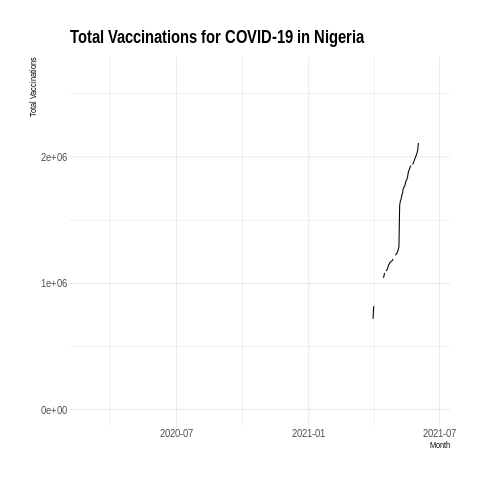 Total Vaccinations for COVID-19 in Nigeria
Total Vaccinations
2e+06
1e+06
0e+00
2020-07
2021-01
2021-07
Month